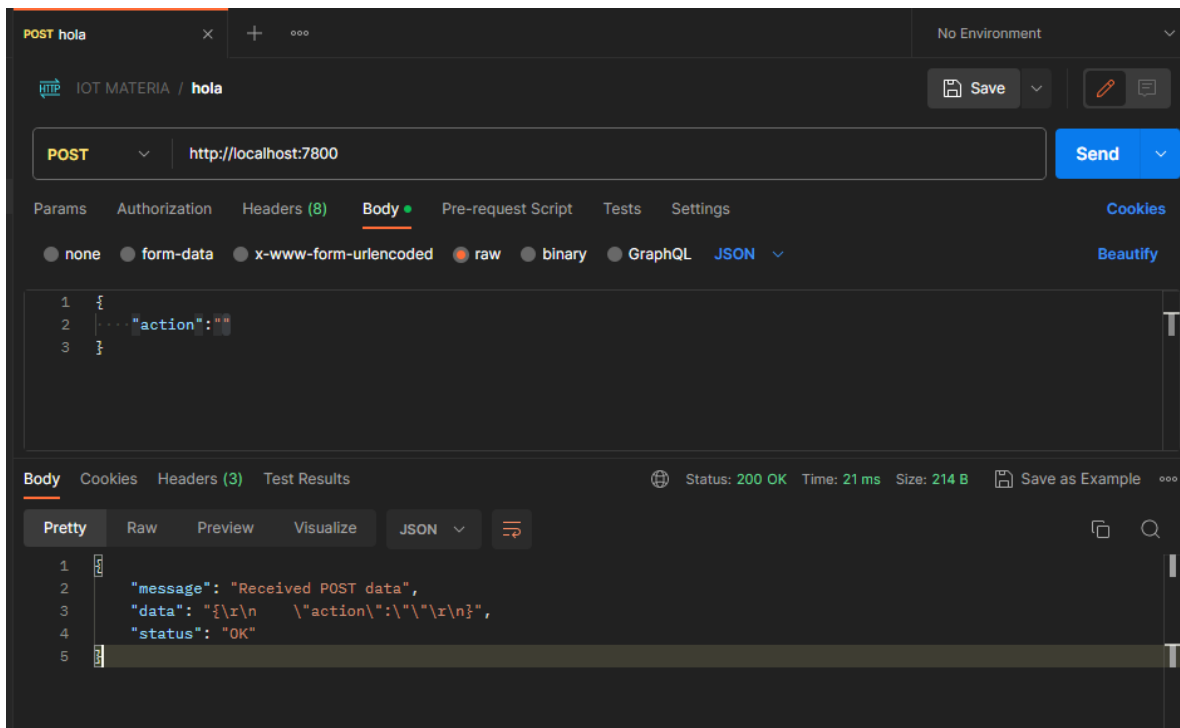 POST hola
No Environment
HTTP IOT MATERIA / hola
Save
POST http://localhost:7800 Send
Params Authorization Headers (8) Body Pre-request Script Tests Settings Cookies
none form-data x-www-form-urlencoded raw binary GraphQL JSON Beautify
1 {
2 ····"action":""
3 }
Body Cookies Headers (3) Test Results Status: 200 OK Time: 21 ms Size: 214 B Save as Example
Pretty Raw Preview Visualize JSON
1 {
2 "message": "Received POST data",
3 "data": "{\r\n    \"action\":\"\"\r\n}",
4 "status": "OK"
5 }